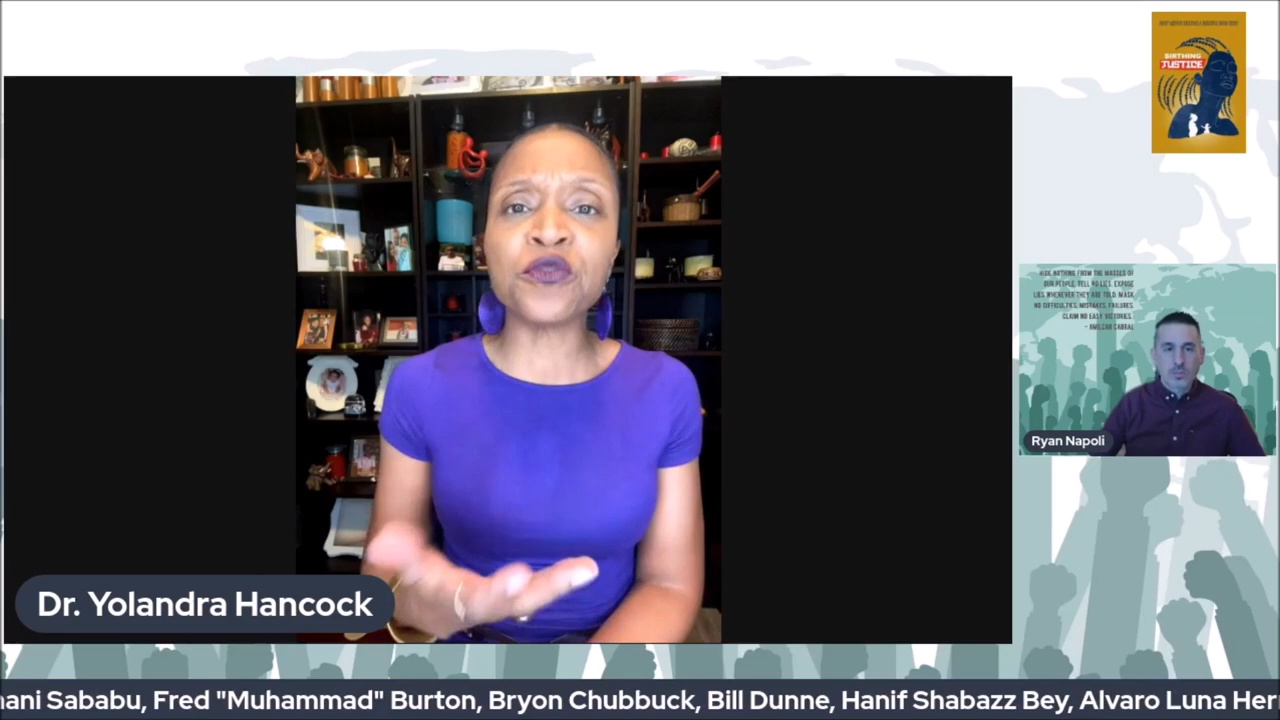 BIRTHING
JUSTICE
HIDE NOTHING FROM THE MASSES OF
OUR PEOPLE. TELL NO LIES. EXPOSE
LIES WHEREVER THEY ARE TOLD. MASK
NO DIFFICULTIES, MISTAKES, FAILURES.
CLAIM NO EASY VICTORIES.
- AMILCAR CABRAL
Ryan Napoli
Dr. Yolandra Hancock
ani Sababu, Fred "Muhammad" Burton, Bryon Chubbuck, Bill Dunne, Hanif Shabazz Bey, Alvaro Luna Her